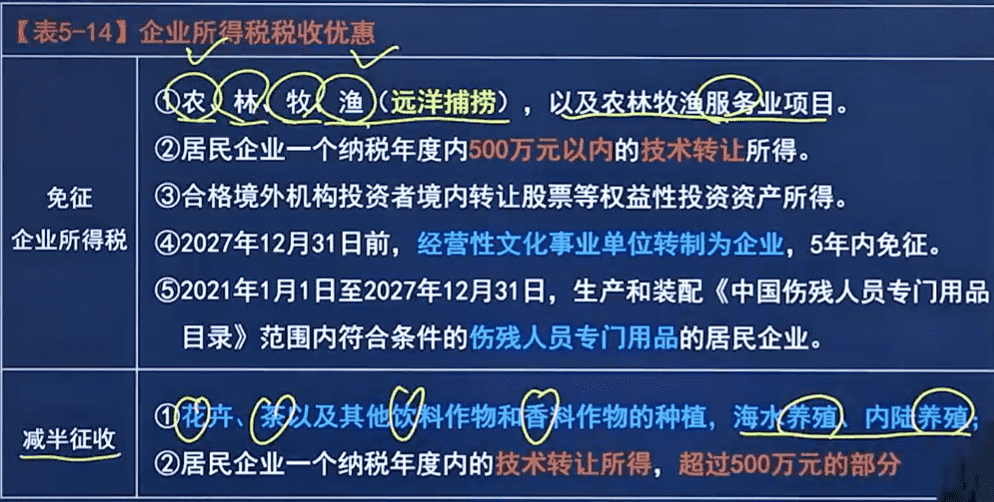 【表5-14】企业所得税税收优惠
免征
企业所得税
①农、林、牧、渔（远洋捕捞），以及农林牧渔服务业项目。
②居民企业一个纳税年度内500万元以内的技术转让所得。
③合格境外机构投资者境内转让股票等权益性投资资产所得。
④2027年12月31日前，经营性文化事业单位转制为企业，5年内免征。
⑤2021年1月1日至2027年12月31日，生产和装配《中国伤残人员专门用品
目录》范围内符合条件的伤残人员专门用品的居民企业。
减半征收
①花卉、茶以及其他饮料作物和香料作物的种植，海水养殖、内陆养殖；
②居民企业一个纳税年度内的技术转让所得，超过500万元的部分